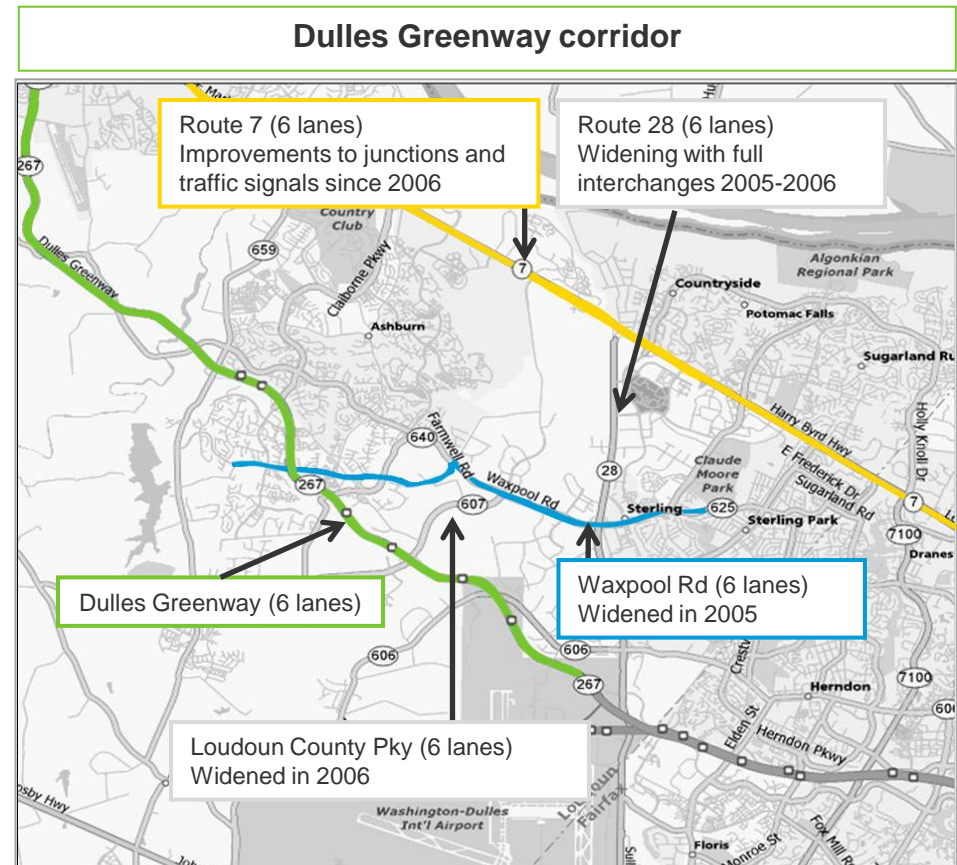 Dulles Greenway corridor
Route 7 (6 lanes)
Improvements to junctions and
traffic signals since 2006
Route 28 (6 lanes)
Widening with full
interchanges 2005-2006
267
Dulles Greenway
Country
Club
659
Claiborne Pkwy
Ashburn
7
Algonkian
Regional Park
Countryside
Potomac Falls
Sugarland
Harry Byrd Hwy
Holly Knoll Dr
E Frederick Dr
Sugarland Rd
640
Farmwell Rd
28
Claude
Moore
Park
267
607
Waxpool Rd
Sterling
625
Sterling Park
7
7100
Dulles Greenway (6 lanes)
Waxpool Rd (6 lanes)
Widened in 2005
606
606
267
7100
Herndon
Elden St
Herndon Pkwy
Loudoun County Pky (6 lanes)
Widened in 2006
Washington-Dulles
Int'l Airport
Fairfax
Floris
Monroe St
Fox Mill